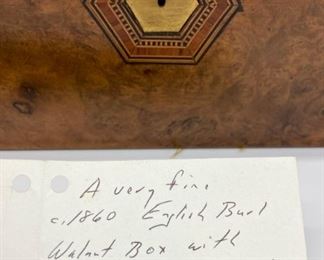 A very fine
c. 1860 English Burl
Walnut Box with